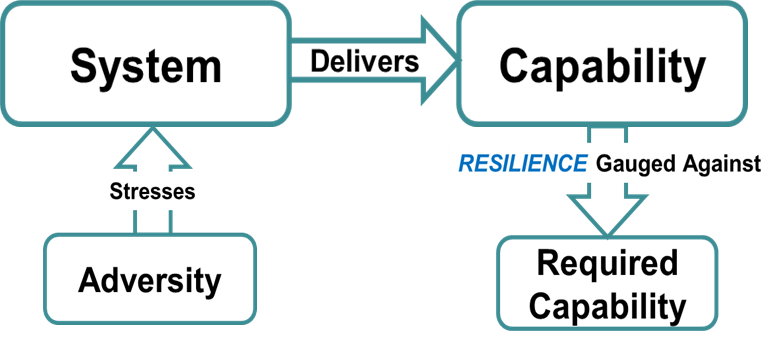 System
Delivers
Capability
Stresses
RESILIENCE Gauged Against
Adversity
Required
Capability